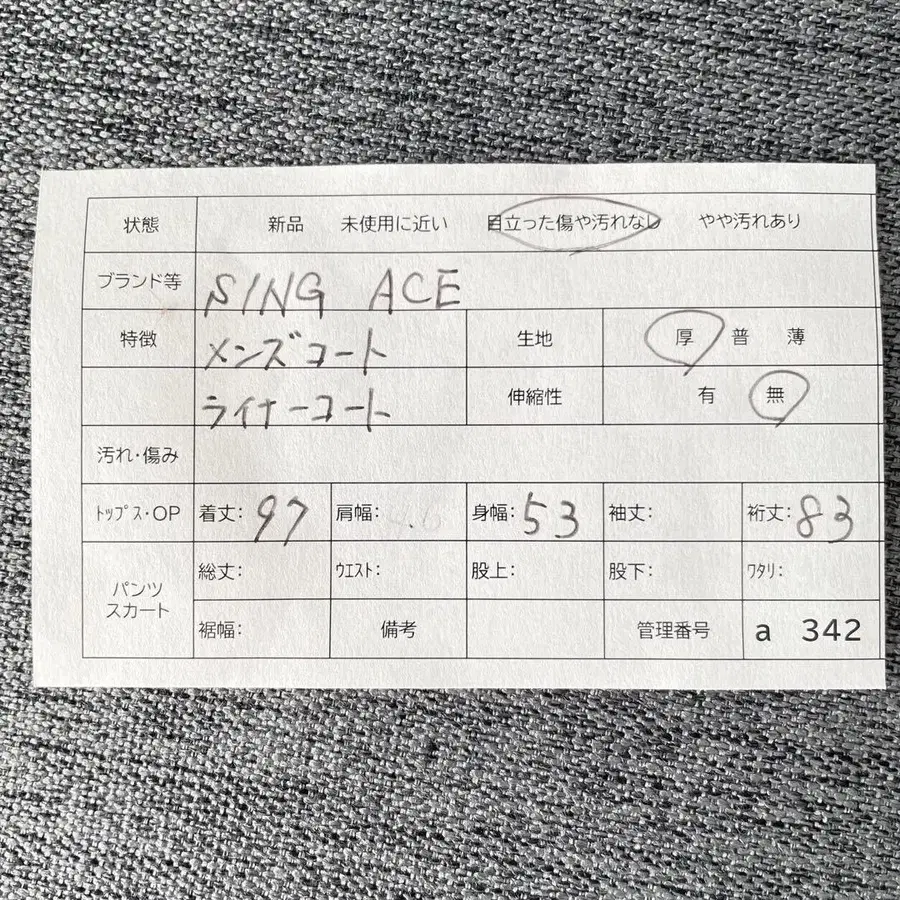 状態 新品 未使用に近い 目立った傷や汚れなし やや汚れあり
ブランド等 SING ACE
特徴 メンズコート 生地 厚 普 薄
ライナーコート 伸縮性 有 無
汚れ・傷み
ﾄｯﾌﾟｽ・OP 着丈: 97 肩幅: 身幅: 53 袖丈: 裄丈: 83
パンツ スカート 総丈: ｳｴｽﾄ: 股上: 股下: ﾜﾀﾘ:
裾幅: 備考 管理番号 a 342